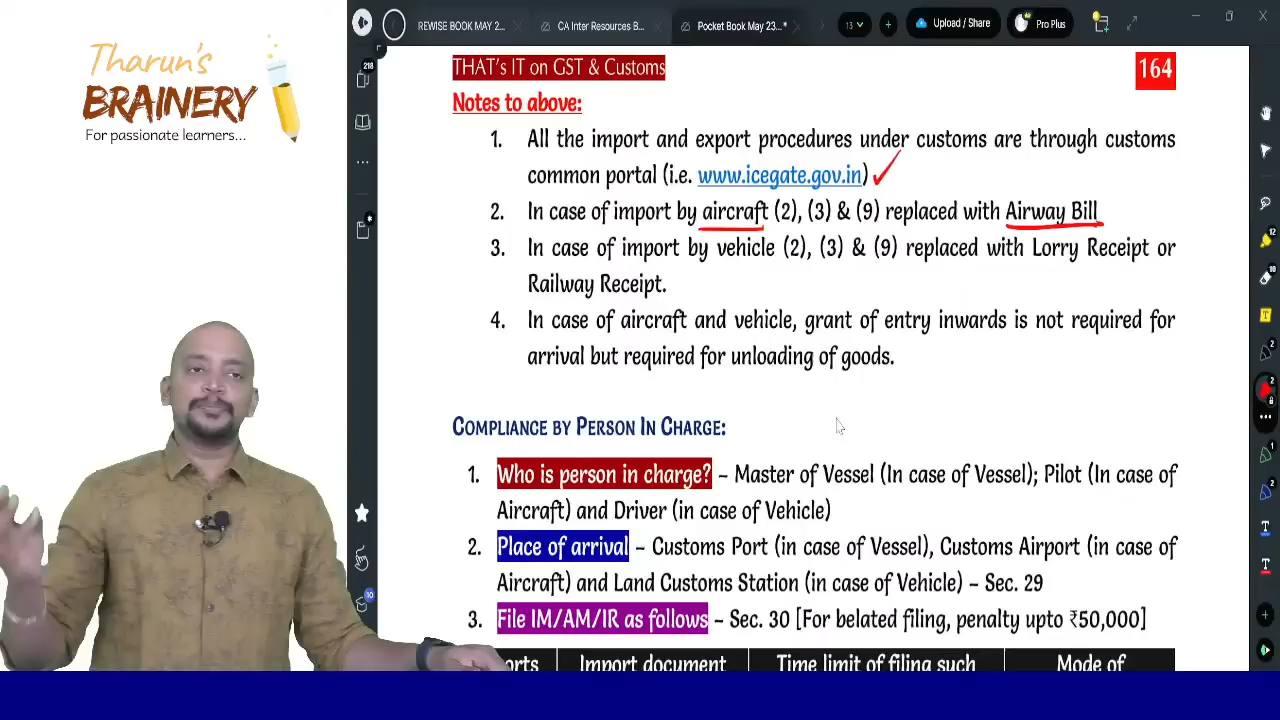 Tharun's
BRAINERY
For passionate learners...
REWISE BOOK MAY 2...
CA Inter Resources B...
Pocket Book May 23...*
13
Upload / Share
Pro Plus
218
THAT's IT on GST & Customs
164
Notes to above:
1. All the import and export procedures under customs are through customs
common portal (i.e. www.icegate.gov.in)
2. In case of import by aircraft (2), (3) & (9) replaced with Airway Bill
3. In case of import by vehicle (2), (3) & (9) replaced with Lorry Receipt or
Railway Receipt.
4. In case of aircraft and vehicle, grant of entry inwards is not required for
arrival but required for unloading of goods.
COMPLIANCE BY PERSON IN CHARGE:
1. Who is person in charge? – Master of Vessel (In case of Vessel); Pilot (In case of
Aircraft) and Driver (in case of Vehicle)
2. Place of arrival – Customs Port (in case of Vessel), Customs Airport (in case of
Aircraft) and Land Customs Station (in case of Vehicle) – Sec. 29
3. File IM/AM/IR as follows – Sec. 30 [For belated filing, penalty upto ₹50,000]
orts Import document Time limit of filing such Mode of